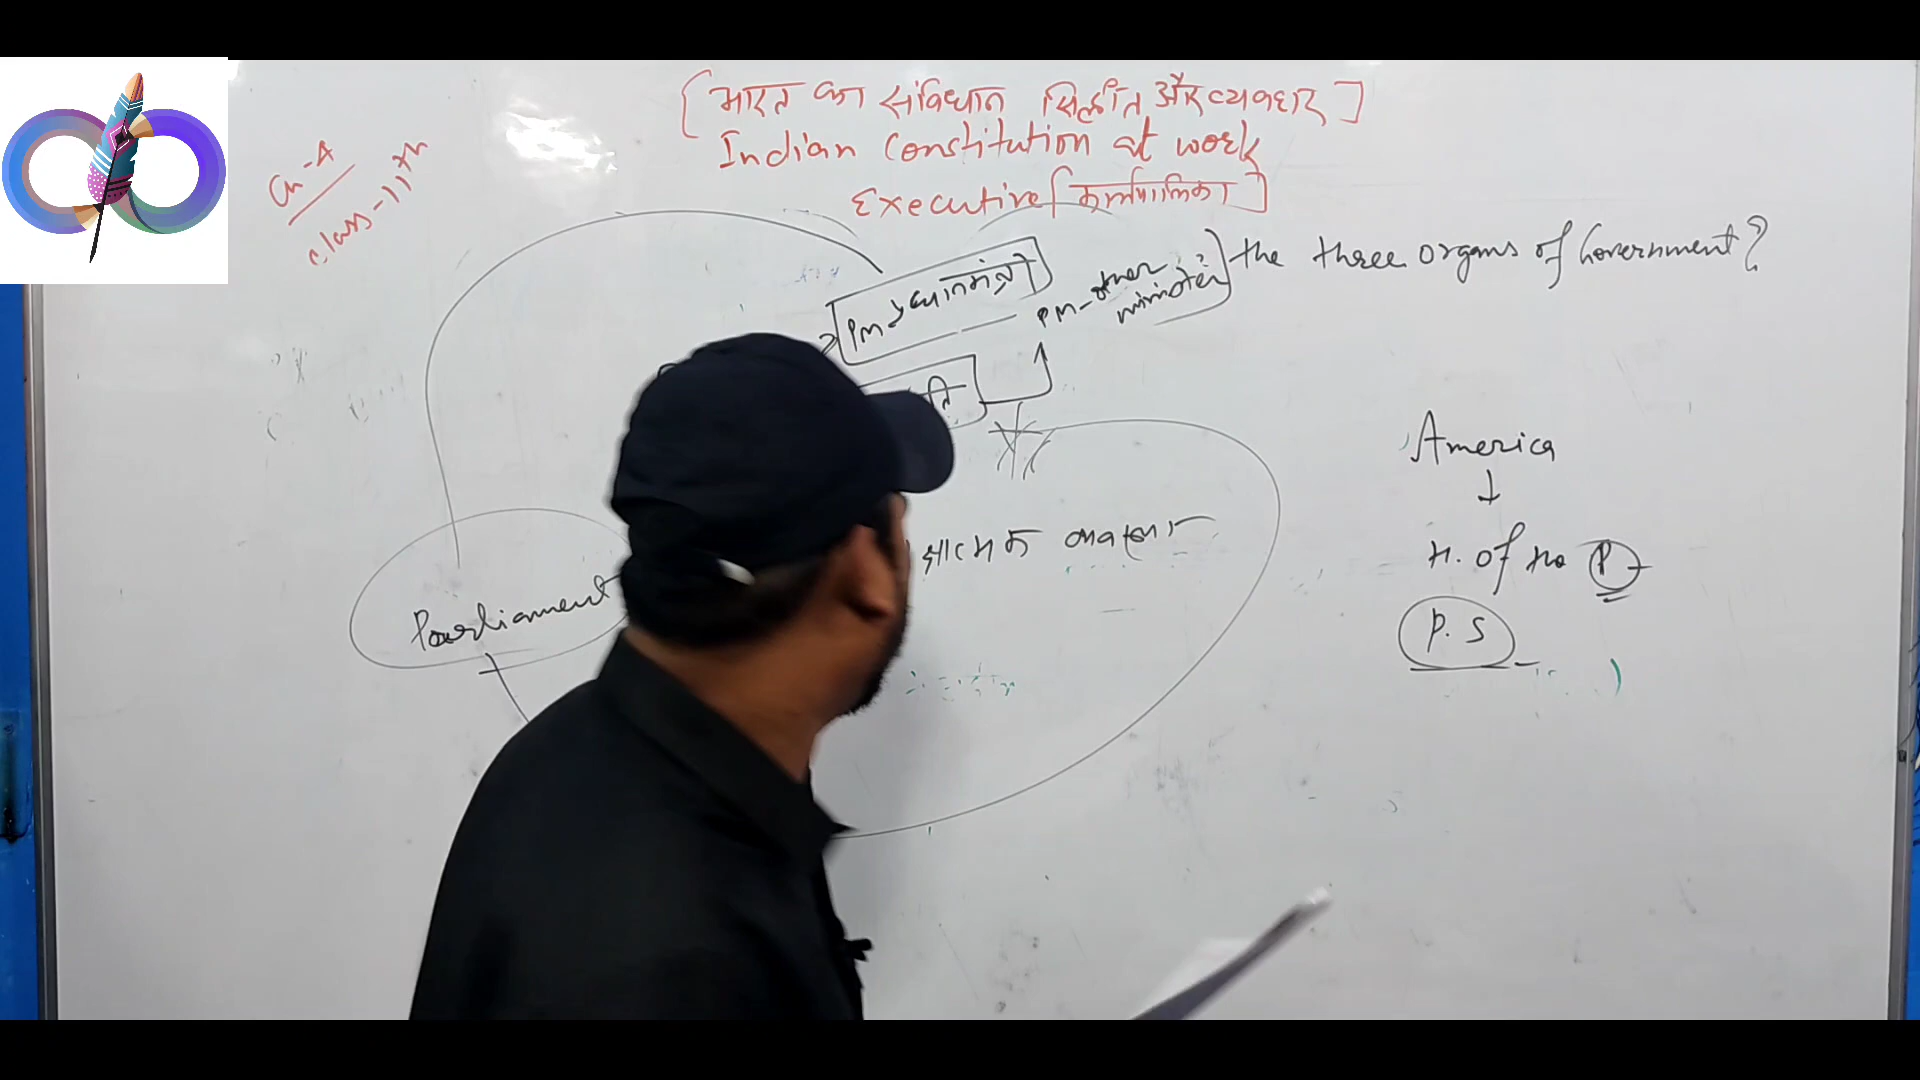 [भारत का संविधान सिद्धांत और व्यवहार]
Indian Constitution at work
Executive [कार्यपालिका]
Ch-4
class-11th
the three organs of Government?
PM → प्रधानमंत्री
PM - other minister
Parliament
America
↓
H. of the P
P.S